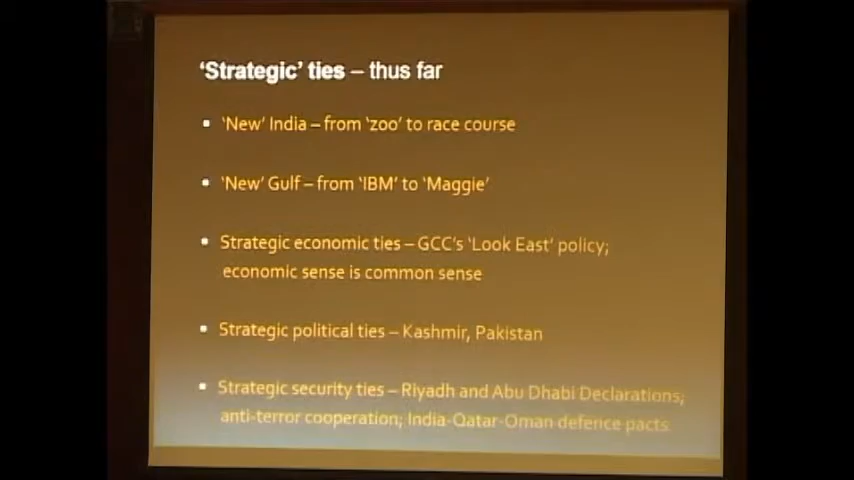 ‘Strategic’ ties – thus far
▪ ‘New’ India – from ‘zoo’ to race course
▪ ‘New’ Gulf – from ‘IBM’ to ‘Maggie’
▪ Strategic economic ties – GCC’s ‘Look East’ policy;
economic sense is common sense
▪ Strategic political ties – Kashmir, Pakistan
▪ Strategic security ties – Riyadh and Abu Dhabi Declarations;
anti-terror cooperation; India-Qatar-Oman defence pacts